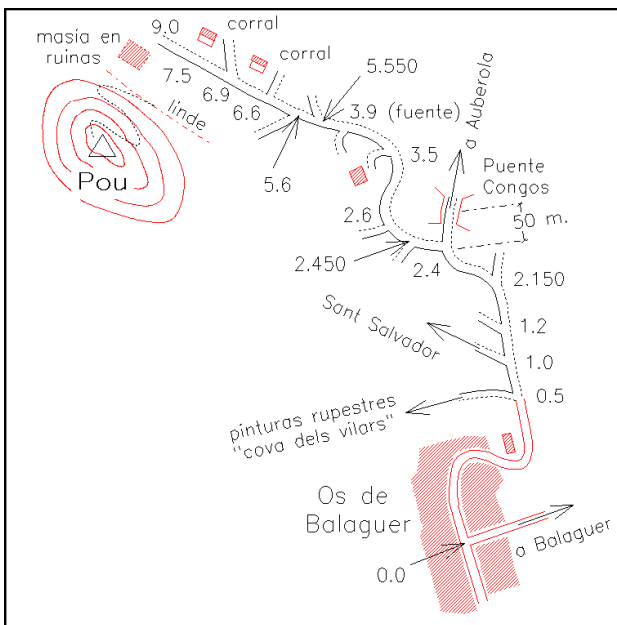 masía en
ruinas
9.0
corral
corral
7.5
6.9
6.6
linde
5.550
3.9 (fuente)
5.6
Pou
3.5
a Auberola
Puente
Congos
50 m.
2.6
2.450
2.4
2.150
Sant Salvador
1.2
1.0
0.5
pinturas rupestres
"cova dels vilars"
Os de
Balaguer
a Balaguer
0.0